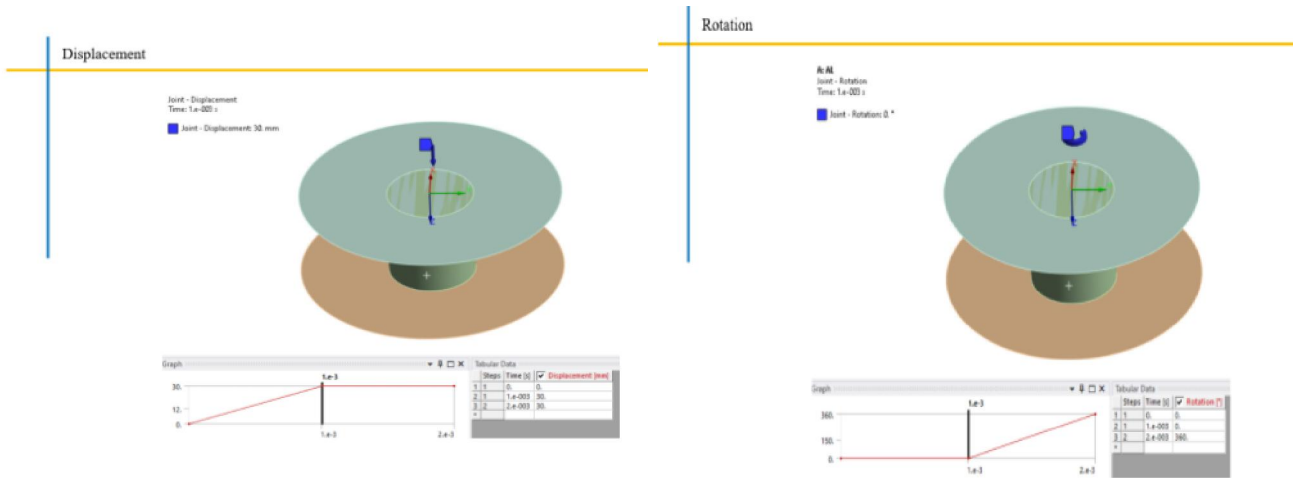 Displacement
Joint - Displacement
Time: 1.e-003 s
Joint - Displacement: 30. mm
Graph
1.e-3
30.
12.
0.
1.e-3
2.e-3
Tabular Data
Steps Time [s] Displacement [mm]
1 1 0. 0.
2 1 1.e-003 30.
3 2 2.e-003 30.
*
Rotation
A: AL
Joint - Rotation
Time: 1.e-003 s
Joint - Rotation: 0. °
Graph
1.e-3
360.
150.
0.
1.e-3
2.e-3
Tabular Data
Steps Time [s] Rotation [°]
1 1 0. 0.
2 1 1.e-003 0.
3 2 2.e-003 360.
*